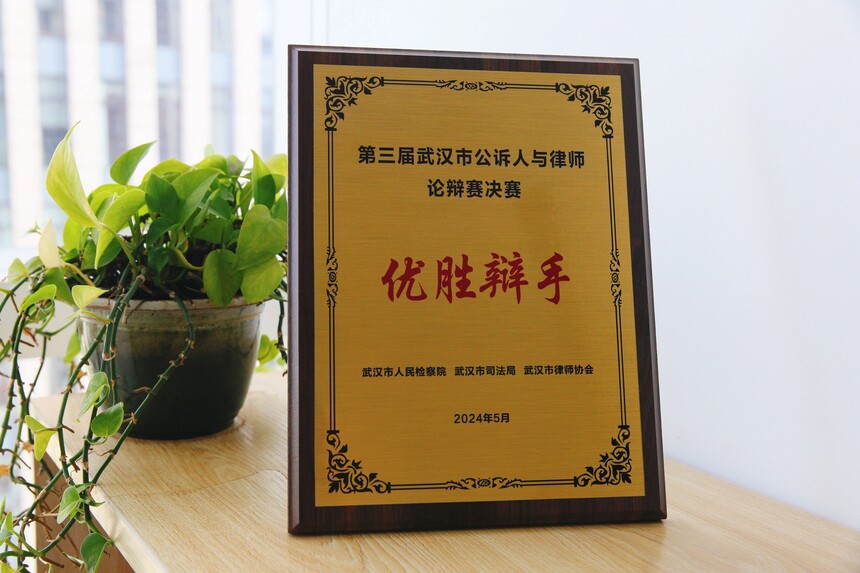 第三届武汉市公诉人与律师
论辩赛决赛
优胜辩手
武汉市人民检察院 武汉市司法局 武汉市律师协会
2024年5月